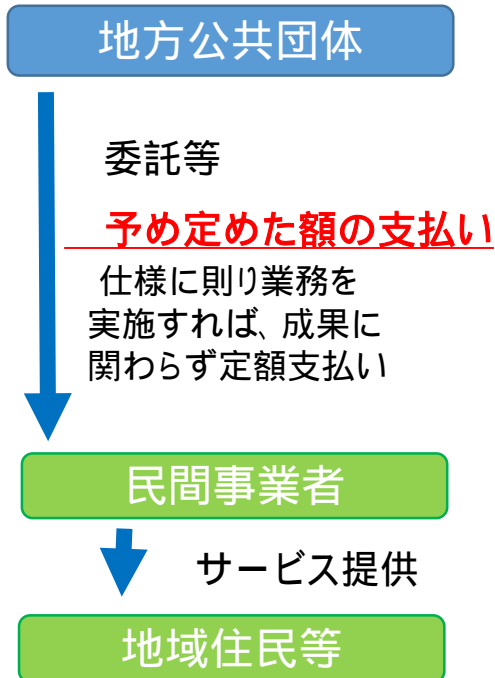 地方公共団体
委託等
予め定めた額の支払い
仕様に則り業務を
実施すれば、成果に
関わらず定額支払い
民間事業者
サービス提供
地域住民等